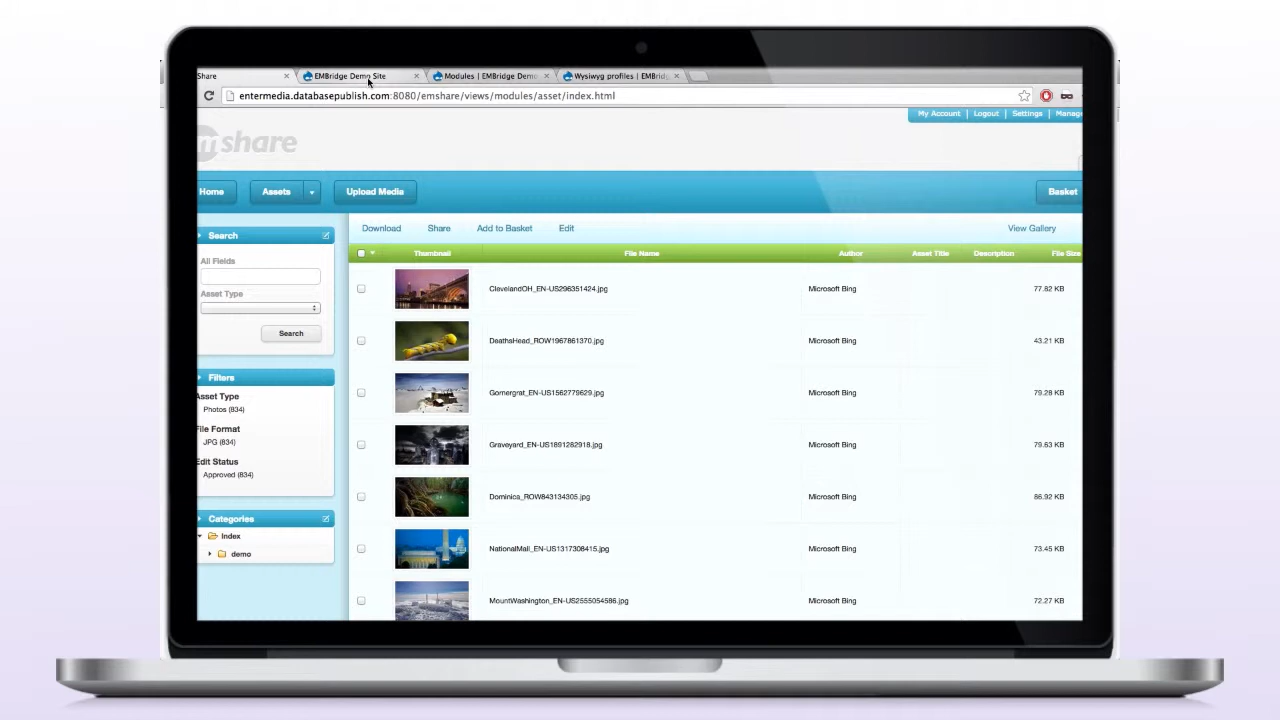 Share
EMBridge Demo Site
Modules | EMBridge Demo
Wysiwyg profiles | EMBridg
entermedia.databasepublish.com:8080/emshare/views/modules/asset/index.html
My Account | Logout | Settings | Manag
share
Home
Assets
Upload Media
Basket
Download
Share
Add to Basket
Edit
View Gallery
Search
All Fields
Asset Type
Search
Filters
Asset Type
Photos (834)
File Format
JPG (834)
Edit Status
Approved (834)
Categories
Index
demo
Thumbnail File Name Author Asset Title Description File Size
ClevelandOH_EN-US296351424.jpg Microsoft Bing 77.82 KB
DeathsHead_ROW1967861370.jpg Microsoft Bing 43.21 KB
Gornergrat_EN-US1562779629.jpg Microsoft Bing 79.28 KB
Graveyard_EN-US1891282918.jpg Microsoft Bing 79.63 KB
Dominica_ROW843134305.jpg Microsoft Bing 86.92 KB
NationalMall_EN-US1317308415.jpg Microsoft Bing 73.45 KB
MountWashington_EN-US2555054586.jpg Microsoft Bing 72.27 KB